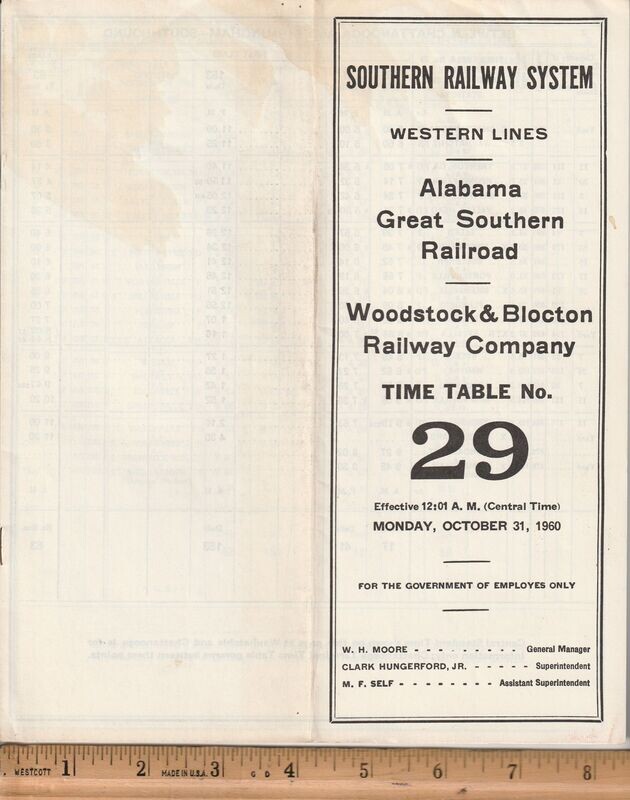 SOUTHERN RAILWAY SYSTEM
WESTERN LINES
Alabama
Great Southern
Railroad
Woodstock & Blocton
Railway Company
TIME TABLE No.
29
Effective 12:01 A. M. (Central Time)
MONDAY, OCTOBER 31, 1960
FOR THE GOVERNMENT OF EMPLOYES ONLY
W. H. MOORE - - - - - - - - - General Manager
CLARK HUNGERFORD, JR. - - - - - Superintendent
M. F. SELF - - - - - - - - Assistant Superintendent
WESTCOTT 1 2 MADE IN U.S.A. 3 4 5 6 7 8